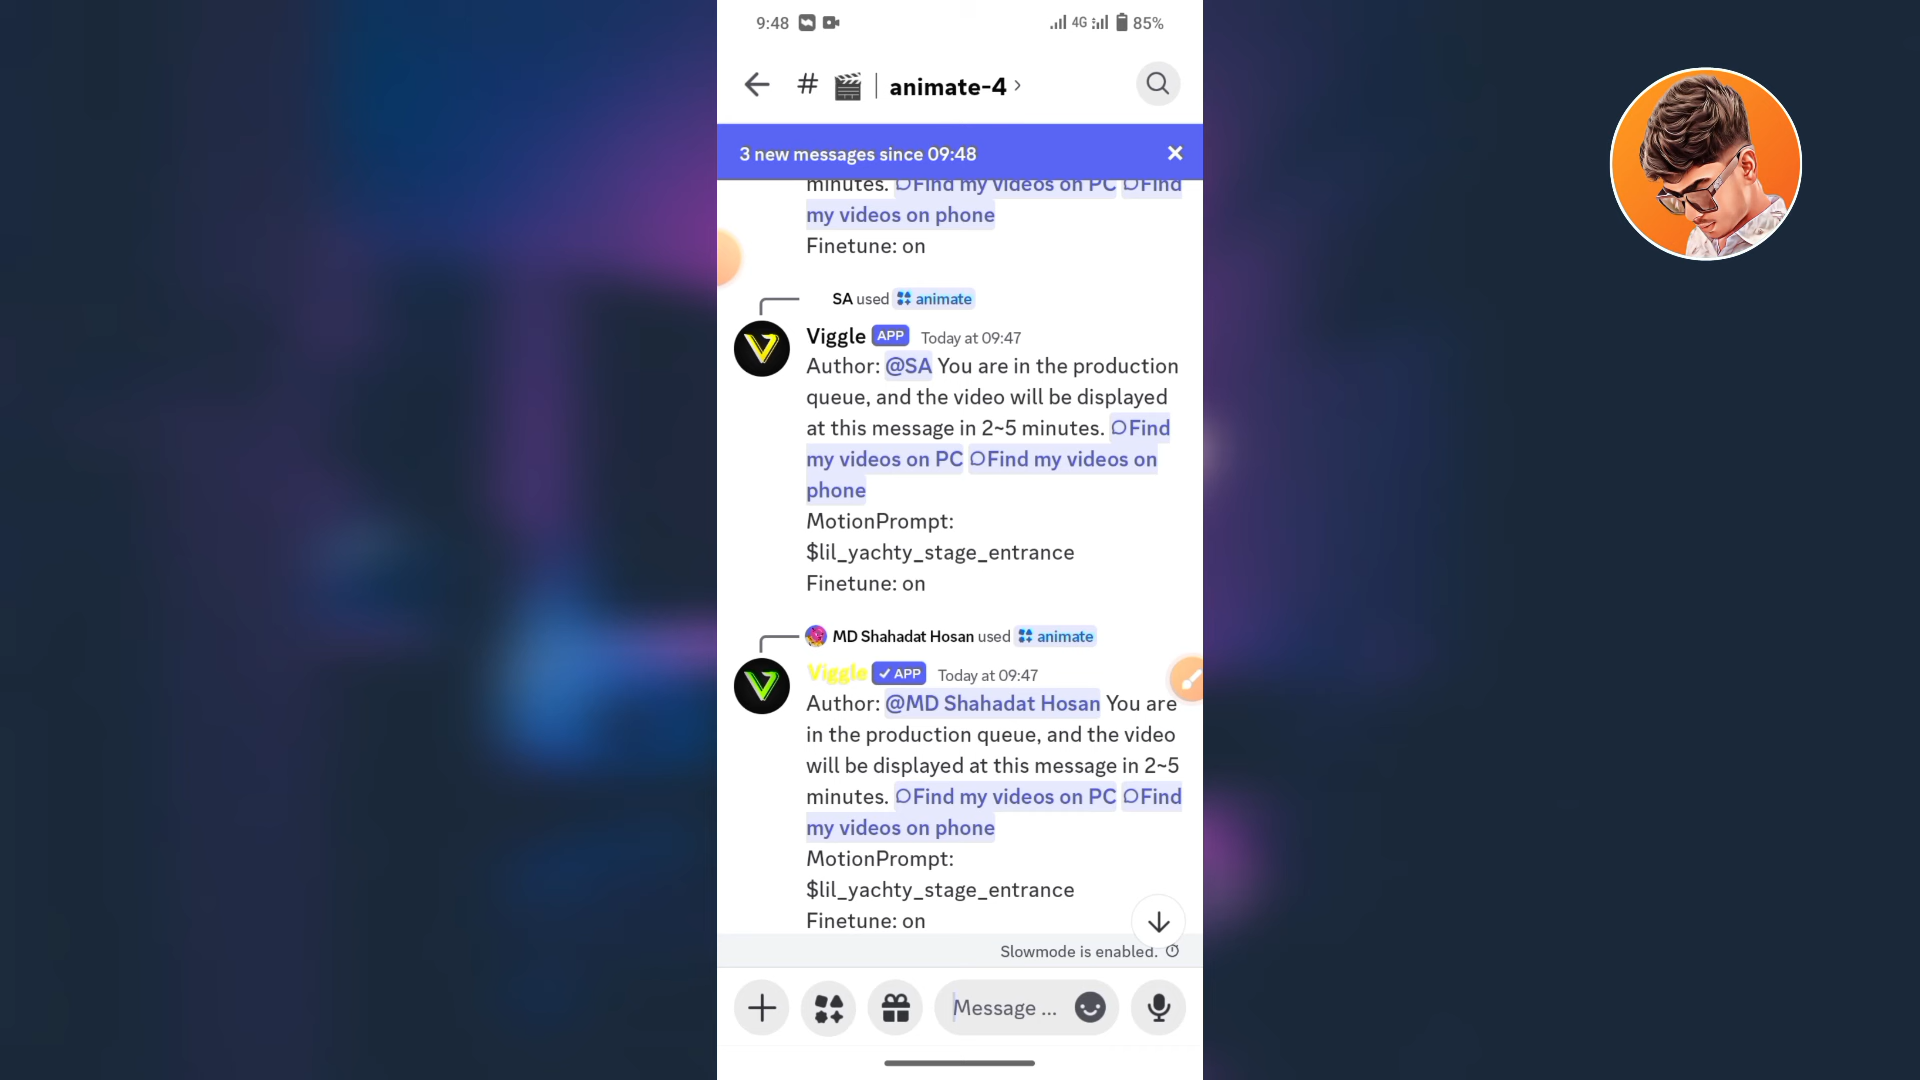 9:48 4G 85%
# | animate-4 ›
3 new messages since 09:48 ×
minutes. Find my videos on PC Find
my videos on phone
Finetune: on
SA used animate
Viggle APP Today at 09:47
Author: @SA You are in the production
queue, and the video will be displayed
at this message in 2~5 minutes. Find
my videos on PC Find my videos on
phone
MotionPrompt:
$lil_yachty_stage_entrance
Finetune: on
MD Shahadat Hosan used animate
Viggle ✓ APP Today at 09:47
Author: @MD Shahadat Hosan You are
in the production queue, and the video
will be displayed at this message in 2~5
minutes. Find my videos on PC Find
my videos on phone
MotionPrompt:
$lil_yachty_stage_entrance
Finetune: on
Slowmode is enabled.
Message ...